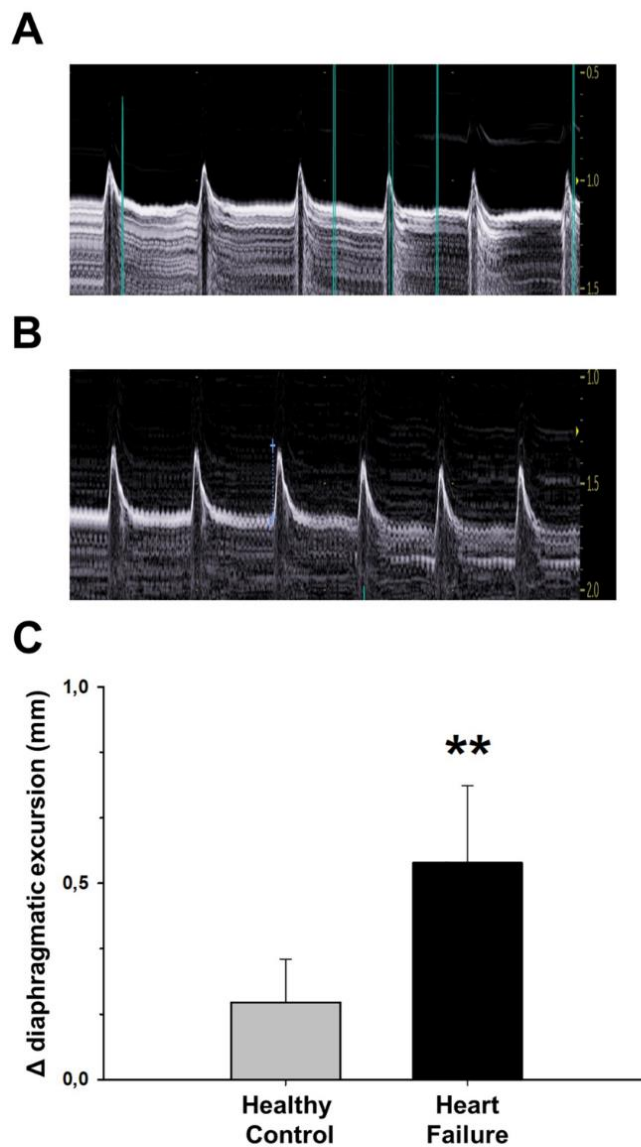 A
0.5
1.0
1.5
B
1.0
1.5
2.0
C
Δ diaphragmatic excursion (mm)
1,0
0,5
0,0
**
Healthy
Control
Heart
Failure